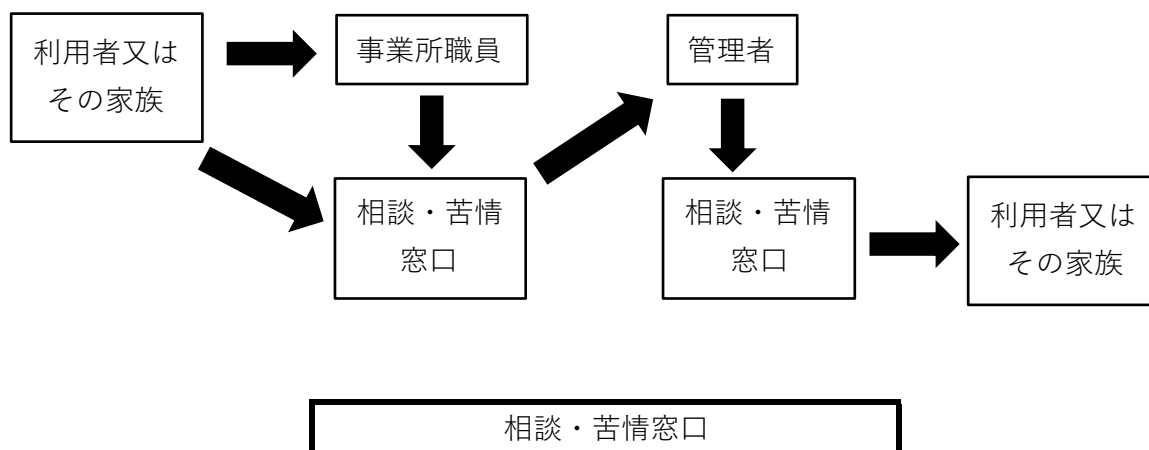 利用者又は
その家族
事業所職員
管理者
相談・苦情
窓口
相談・苦情
窓口
利用者又は
その家族
相談・苦情窓口